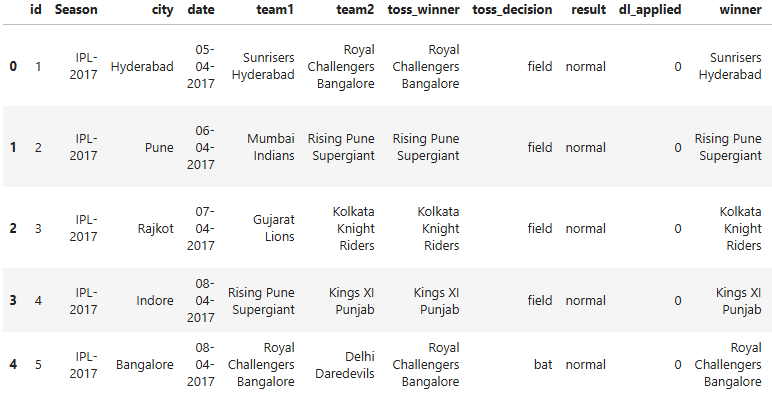 id Season city date team1 team2 toss_winner toss_decision result dl_applied winner
0 1 IPL-2017 Hyderabad 05-04-2017 Sunrisers Hyderabad Royal Challengers Bangalore Royal Challengers Bangalore field normal 0 Sunrisers Hyderabad
1 2 IPL-2017 Pune 06-04-2017 Mumbai Indians Rising Pune Supergiant Rising Pune Supergiant field normal 0 Rising Pune Supergiant
2 3 IPL-2017 Rajkot 07-04-2017 Gujarat Lions Kolkata Knight Riders Kolkata Knight Riders field normal 0 Kolkata Knight Riders
3 4 IPL-2017 Indore 08-04-2017 Rising Pune Supergiant Kings XI Punjab Kings XI Punjab field normal 0 Kings XI Punjab
4 5 IPL-2017 Bangalore 08-04-2017 Royal Challengers Bangalore Delhi Daredevils Royal Challengers Bangalore bat normal 0 Royal Challengers Bangalore